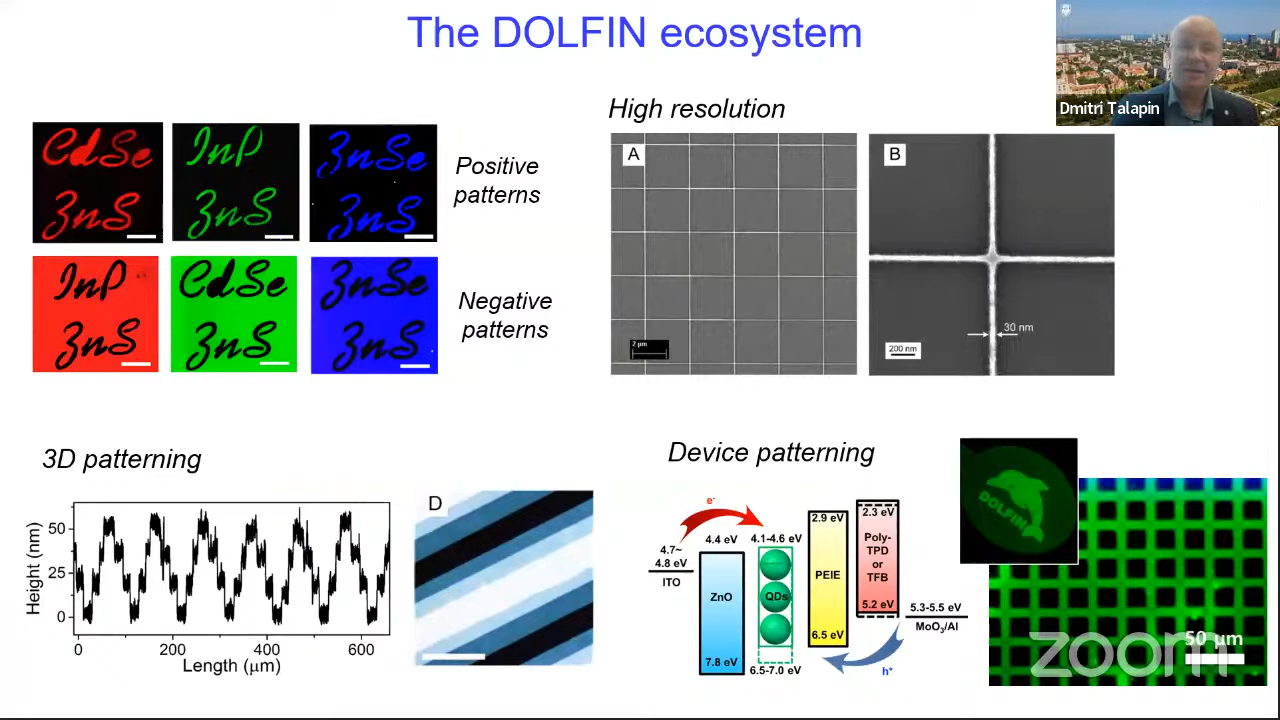 The DOLFIN ecosystem
Dmitri Talapin
CdSe
ZnS
InP
ZnS
ZnSe
ZnS
Positive
patterns
InP
ZnS
CdSe
ZnS
ZnSe
ZnS
Negative
patterns
High resolution
A
2 µm
B
30 nm
200 nm
3D patterning
Height (nm)
50
25
0
0
200
400
600
Length (µm)
D
Device patterning
e-
4.7~
4.8 eV
ITO
4.4 eV
ZnO
7.8 eV
4.1-4.6 eV
QDs
6.5-7.0 eV
2.9 eV
PEIE
6.5 eV
2.3 eV
Poly-
TPD
or
TFB
5.2 eV
5.3-5.5 eV
MoO3/Al
h+
DOLFIN
50 µm
zoom